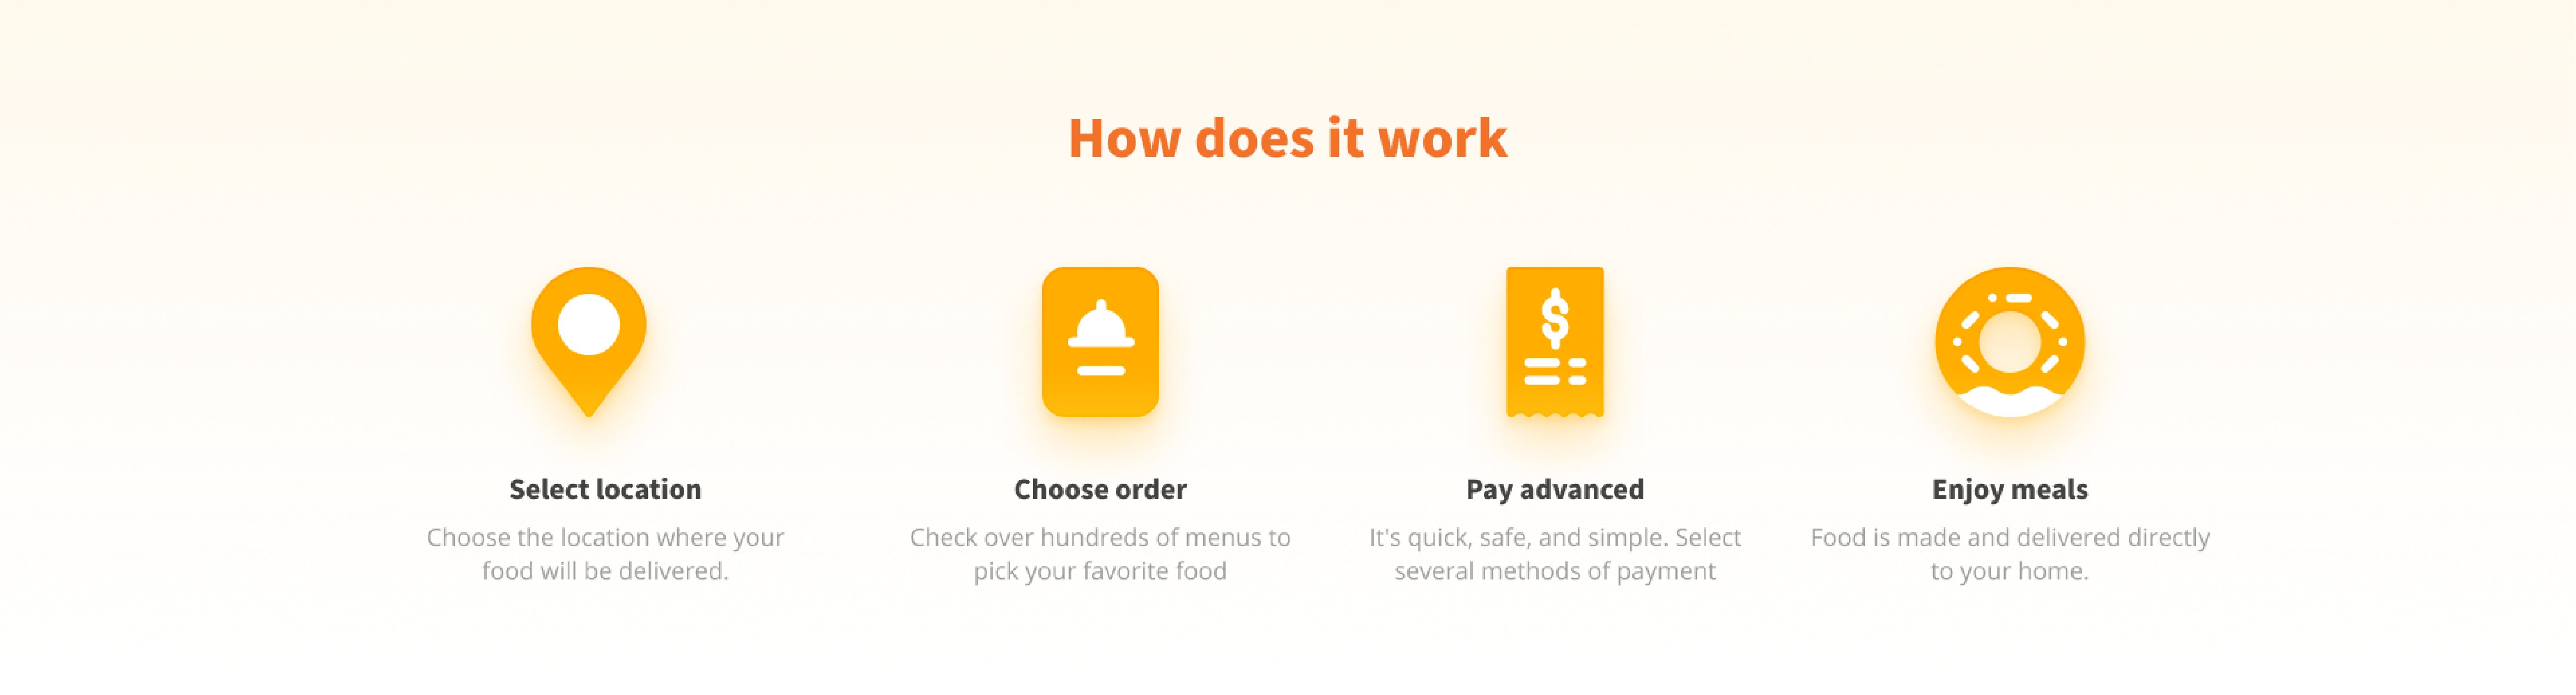 How does it work
$
Select location
Choose the location where your
food will be delivered.
Choose order
Check over hundreds of menus to
pick your favorite food
Pay advanced
It's quick, safe, and simple. Select
several methods of payment
Enjoy meals
Food is made and delivered directly
to your home.